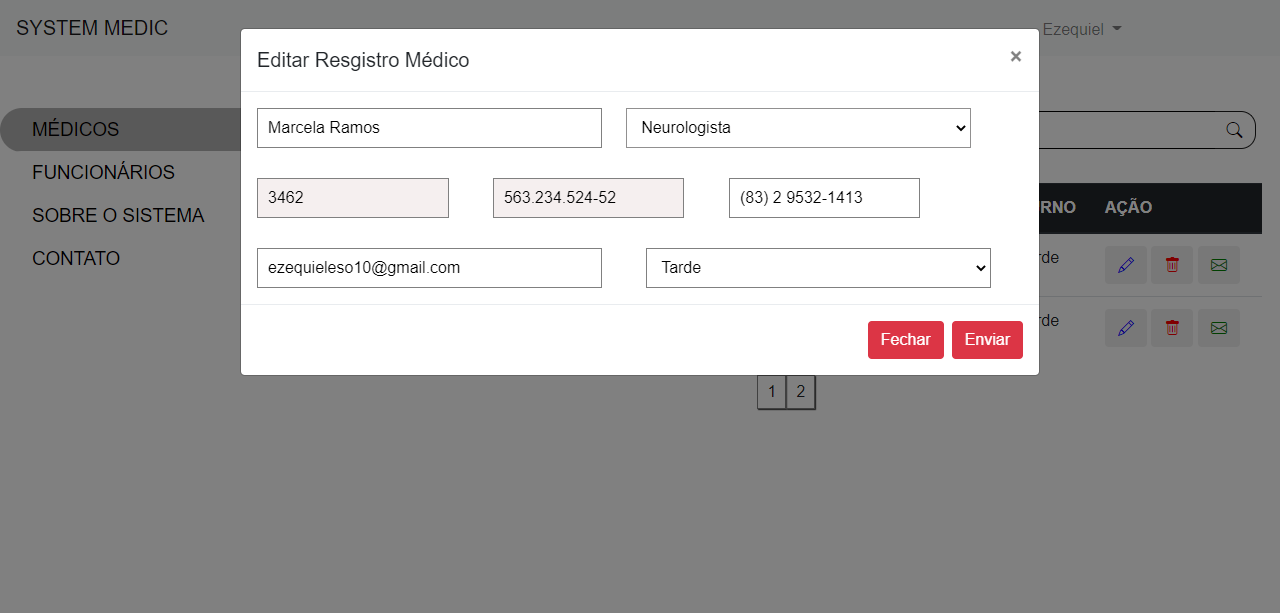 SYSTEM MEDIC
Ezequiel
Editar Resgistro Médico
×
Marcela Ramos
Neurologista
3462
563.234.524-52
(83) 2 9532-1413
ezequieleso10@gmail.com
Tarde
Fechar
Enviar
MÉDICOS
FUNCIONÁRIOS
SOBRE O SISTEMA
CONTATO
RNO
AÇÃO
rde
rde
1
2